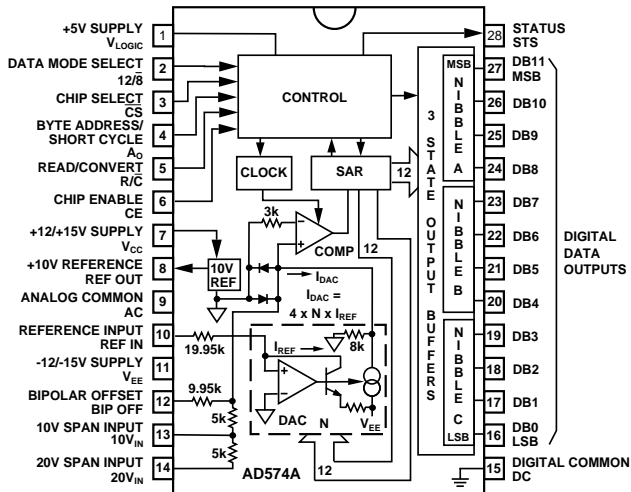 +5V SUPPLY
VLOGIC
1
DATA MODE SELECT
12/8
2
CHIP SELECT
CS
3
BYTE ADDRESS/
SHORT CYCLE
AO
4
READ/CONVERT
R/C
5
CHIP ENABLE
CE
6
+12/+15V SUPPLY
VCC
7
+10V REFERENCE
REF OUT
8
ANALOG COMMON
AC
9
REFERENCE INPUT
REF IN
10
-12/-15V SUPPLY
VEE
11
BIPOLAR OFFSET
BIP OFF
12
10V SPAN INPUT
10VIN
13
20V SPAN INPUT
20VIN
14
CONTROL
CLOCK
SAR
12
3k
COMP
12
10V
REF
IDAC
IDAC =
4 x N x IREF
19.95k
IREF
8k
9.95k
5k
5k
DAC
N
VEE
12
AD574A
3 STATE OUTPUT BUFFERS
MSB
NIBBLE A
NIBBLE B
NIBBLE C
LSB
28
STATUS
STS
27
DB11
MSB
26
DB10
25
DB9
24
DB8
23
DB7
22
DB6
21
DB5
20
DB4
19
DB3
18
DB2
17
DB1
16
DB0
LSB
15
DIGITAL COMMON
DC
DIGITAL
DATA
OUTPUTS